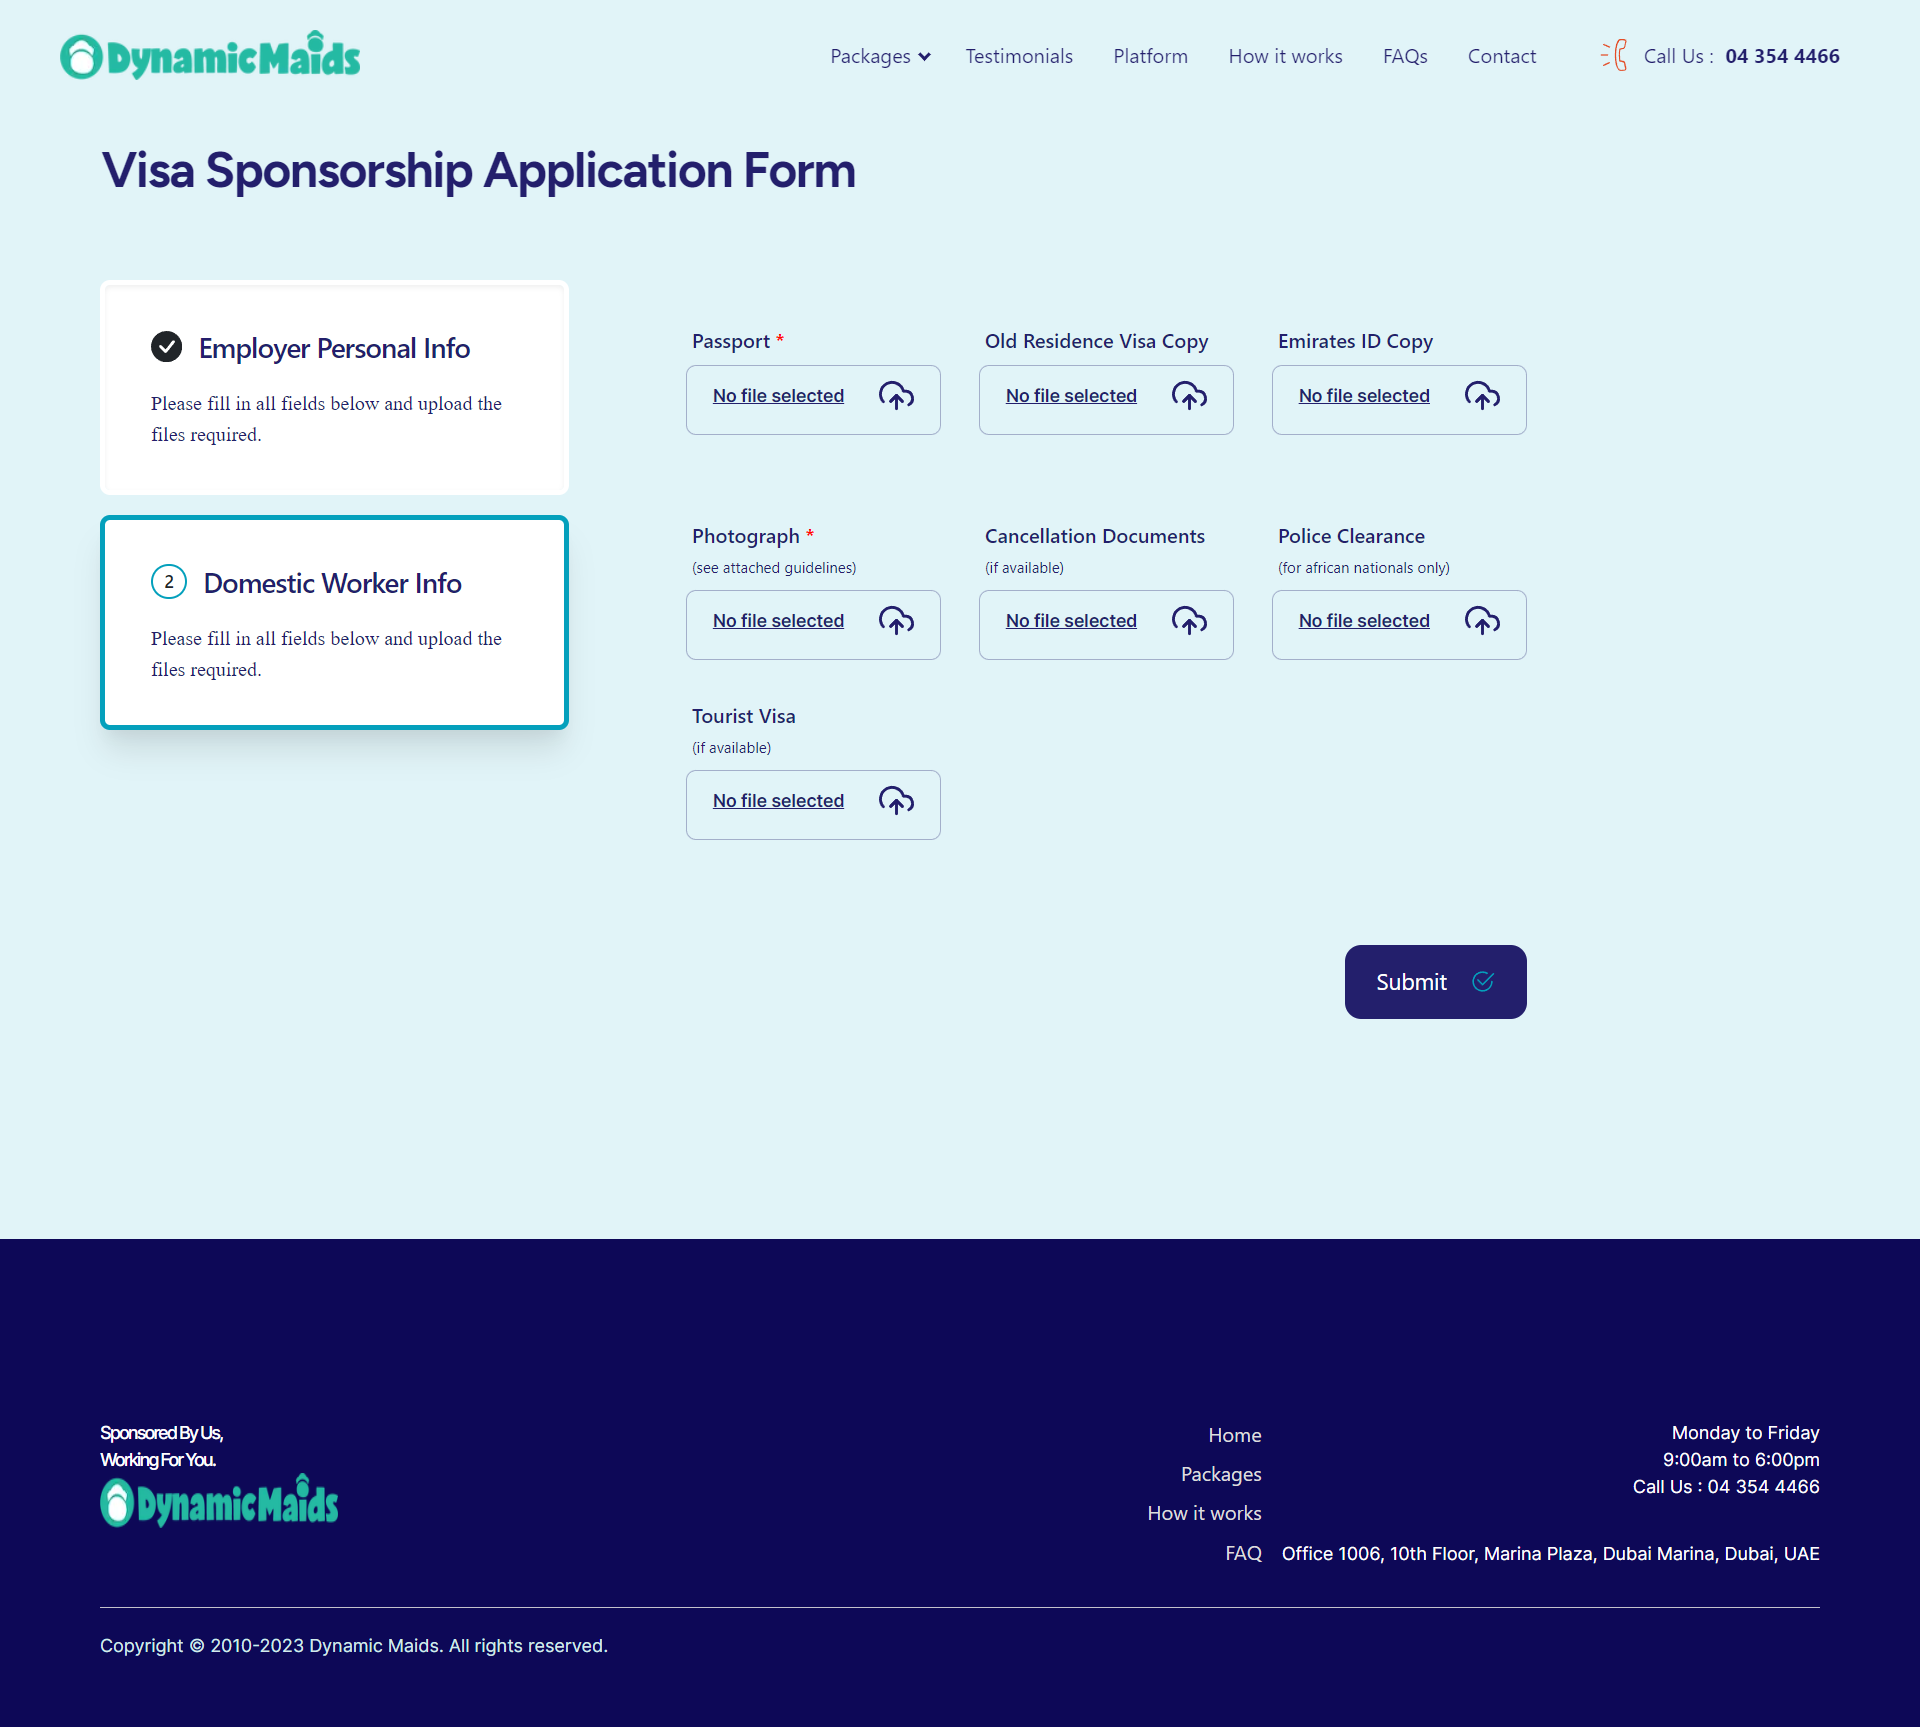 DynamicMaids
Packages
Testimonials
Platform
How it works
FAQs
Contact
Call Us : 04 354 4466
Visa Sponsorship Application Form
Employer Personal Info
Please fill in all fields below and upload the
files required.
2 Domestic Worker Info
Please fill in all fields below and upload the
files required.
Passport *
No file selected
Old Residence Visa Copy
No file selected
Emirates ID Copy
No file selected
Photograph *
(see attached guidelines)
No file selected
Cancellation Documents
(if available)
No file selected
Police Clearance
(for african nationals only)
No file selected
Tourist Visa
(if available)
No file selected
Submit
Sponsored By Us,
Working For You.
DynamicMaids
Home
Packages
How it works
FAQ
Monday to Friday
9:00am to 6:00pm
Call Us : 04 354 4466
Office 1006, 10th Floor, Marina Plaza, Dubai Marina, Dubai, UAE
Copyright © 2010-2023 Dynamic Maids. All rights reserved.